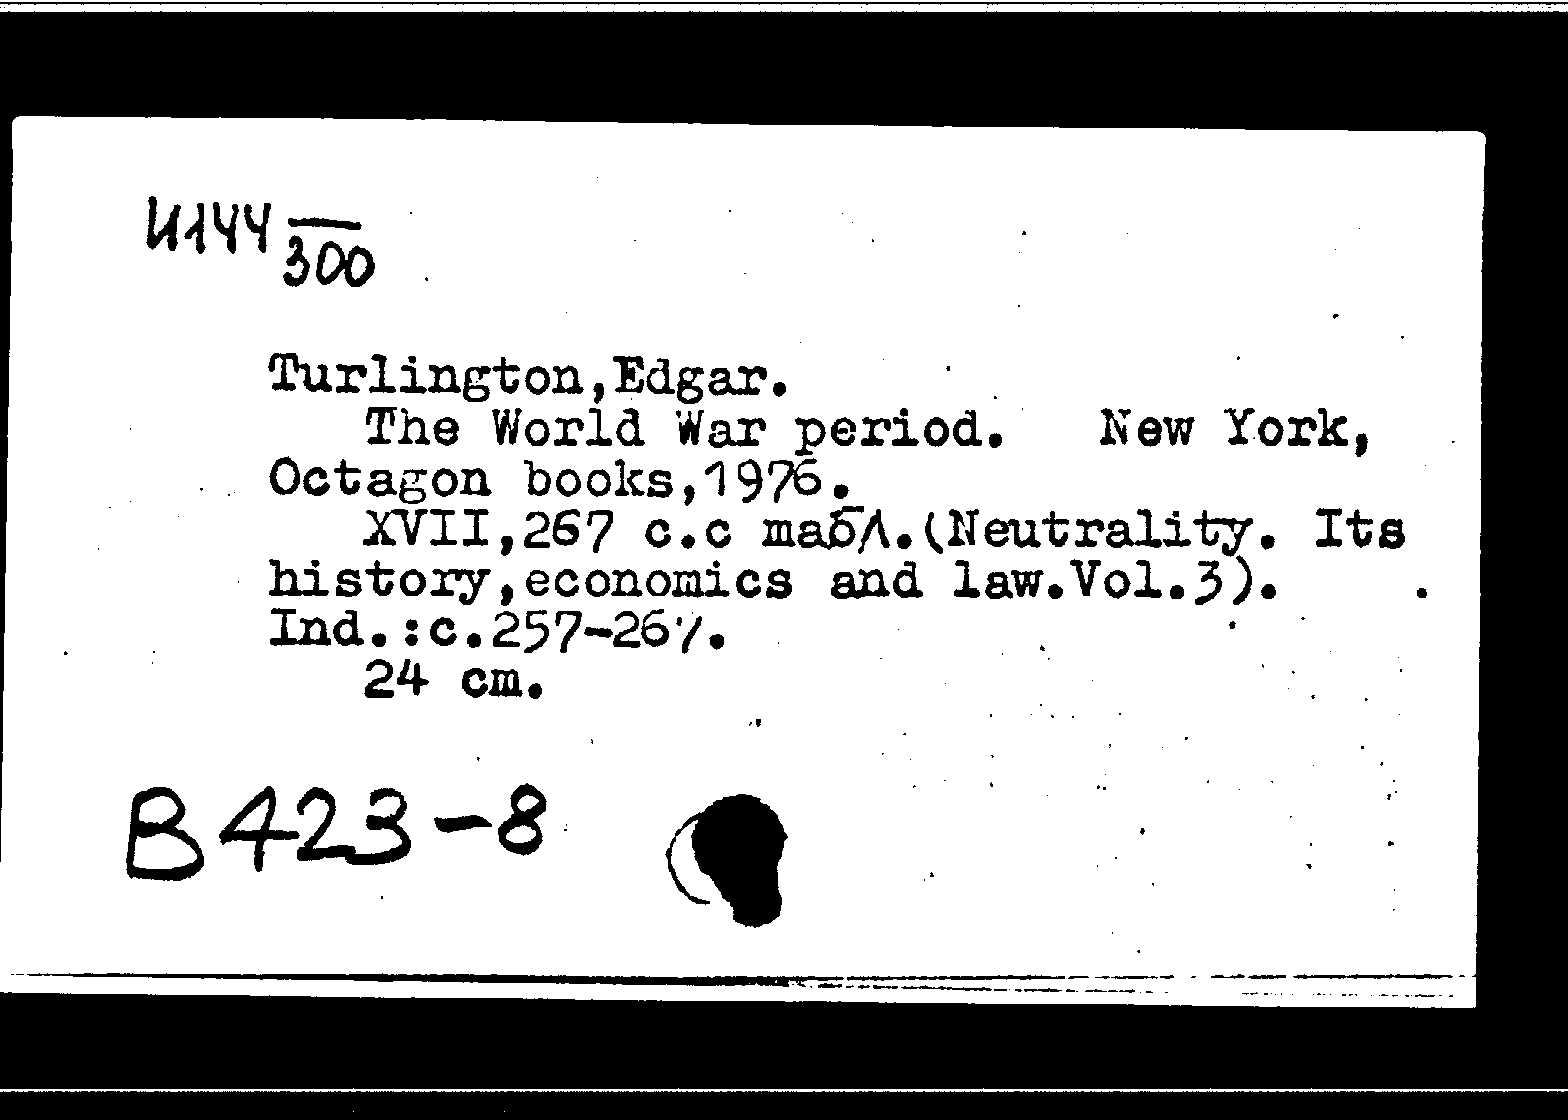 И144 —
300
Turlington,Edgar.
The World War period. New York,
Octagon books,1976.
XVII,267 c.c табл.(Neutrality. Its
history,economics and law.Vol.3).
Ind.:c.257-267.
24 cm.
В 423-8